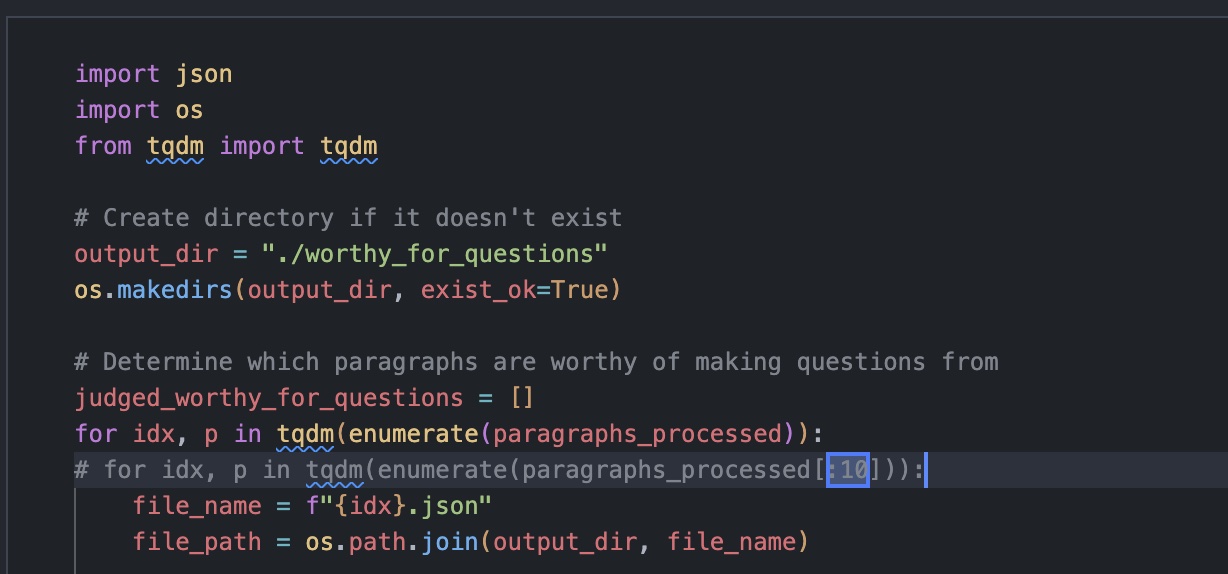 import json
import os
from tqdm import tqdm
# Create directory if it doesn't exist
output_dir = "./worthy_for_questions"
os.makedirs(output_dir, exist_ok=True)
# Determine which paragraphs are worthy of making questions from
judged_worthy_for_questions = []
for idx, p in tqdm(enumerate(paragraphs_processed)):
# for idx, p in tqdm(enumerate(paragraphs_processed[:10])):
    file_name = f"{idx}.json"
    file_path = os.path.join(output_dir, file_name)